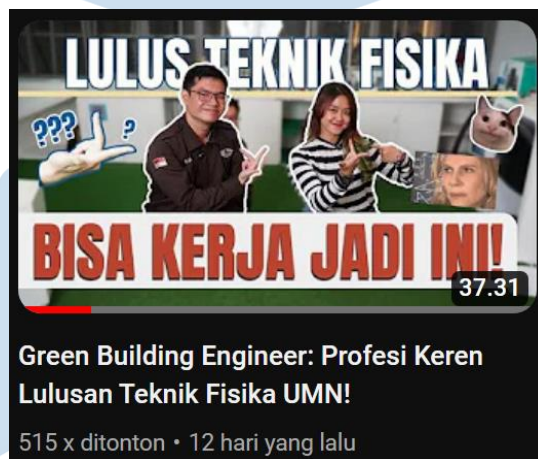 LULUS TEKNIK FISIKA
??? ?
BISA KERJA JADI INI!
37.31
Green Building Engineer: Profesi Keren
Lulusan Teknik Fisika UMN!
515 x ditonton • 12 hari yang lalu